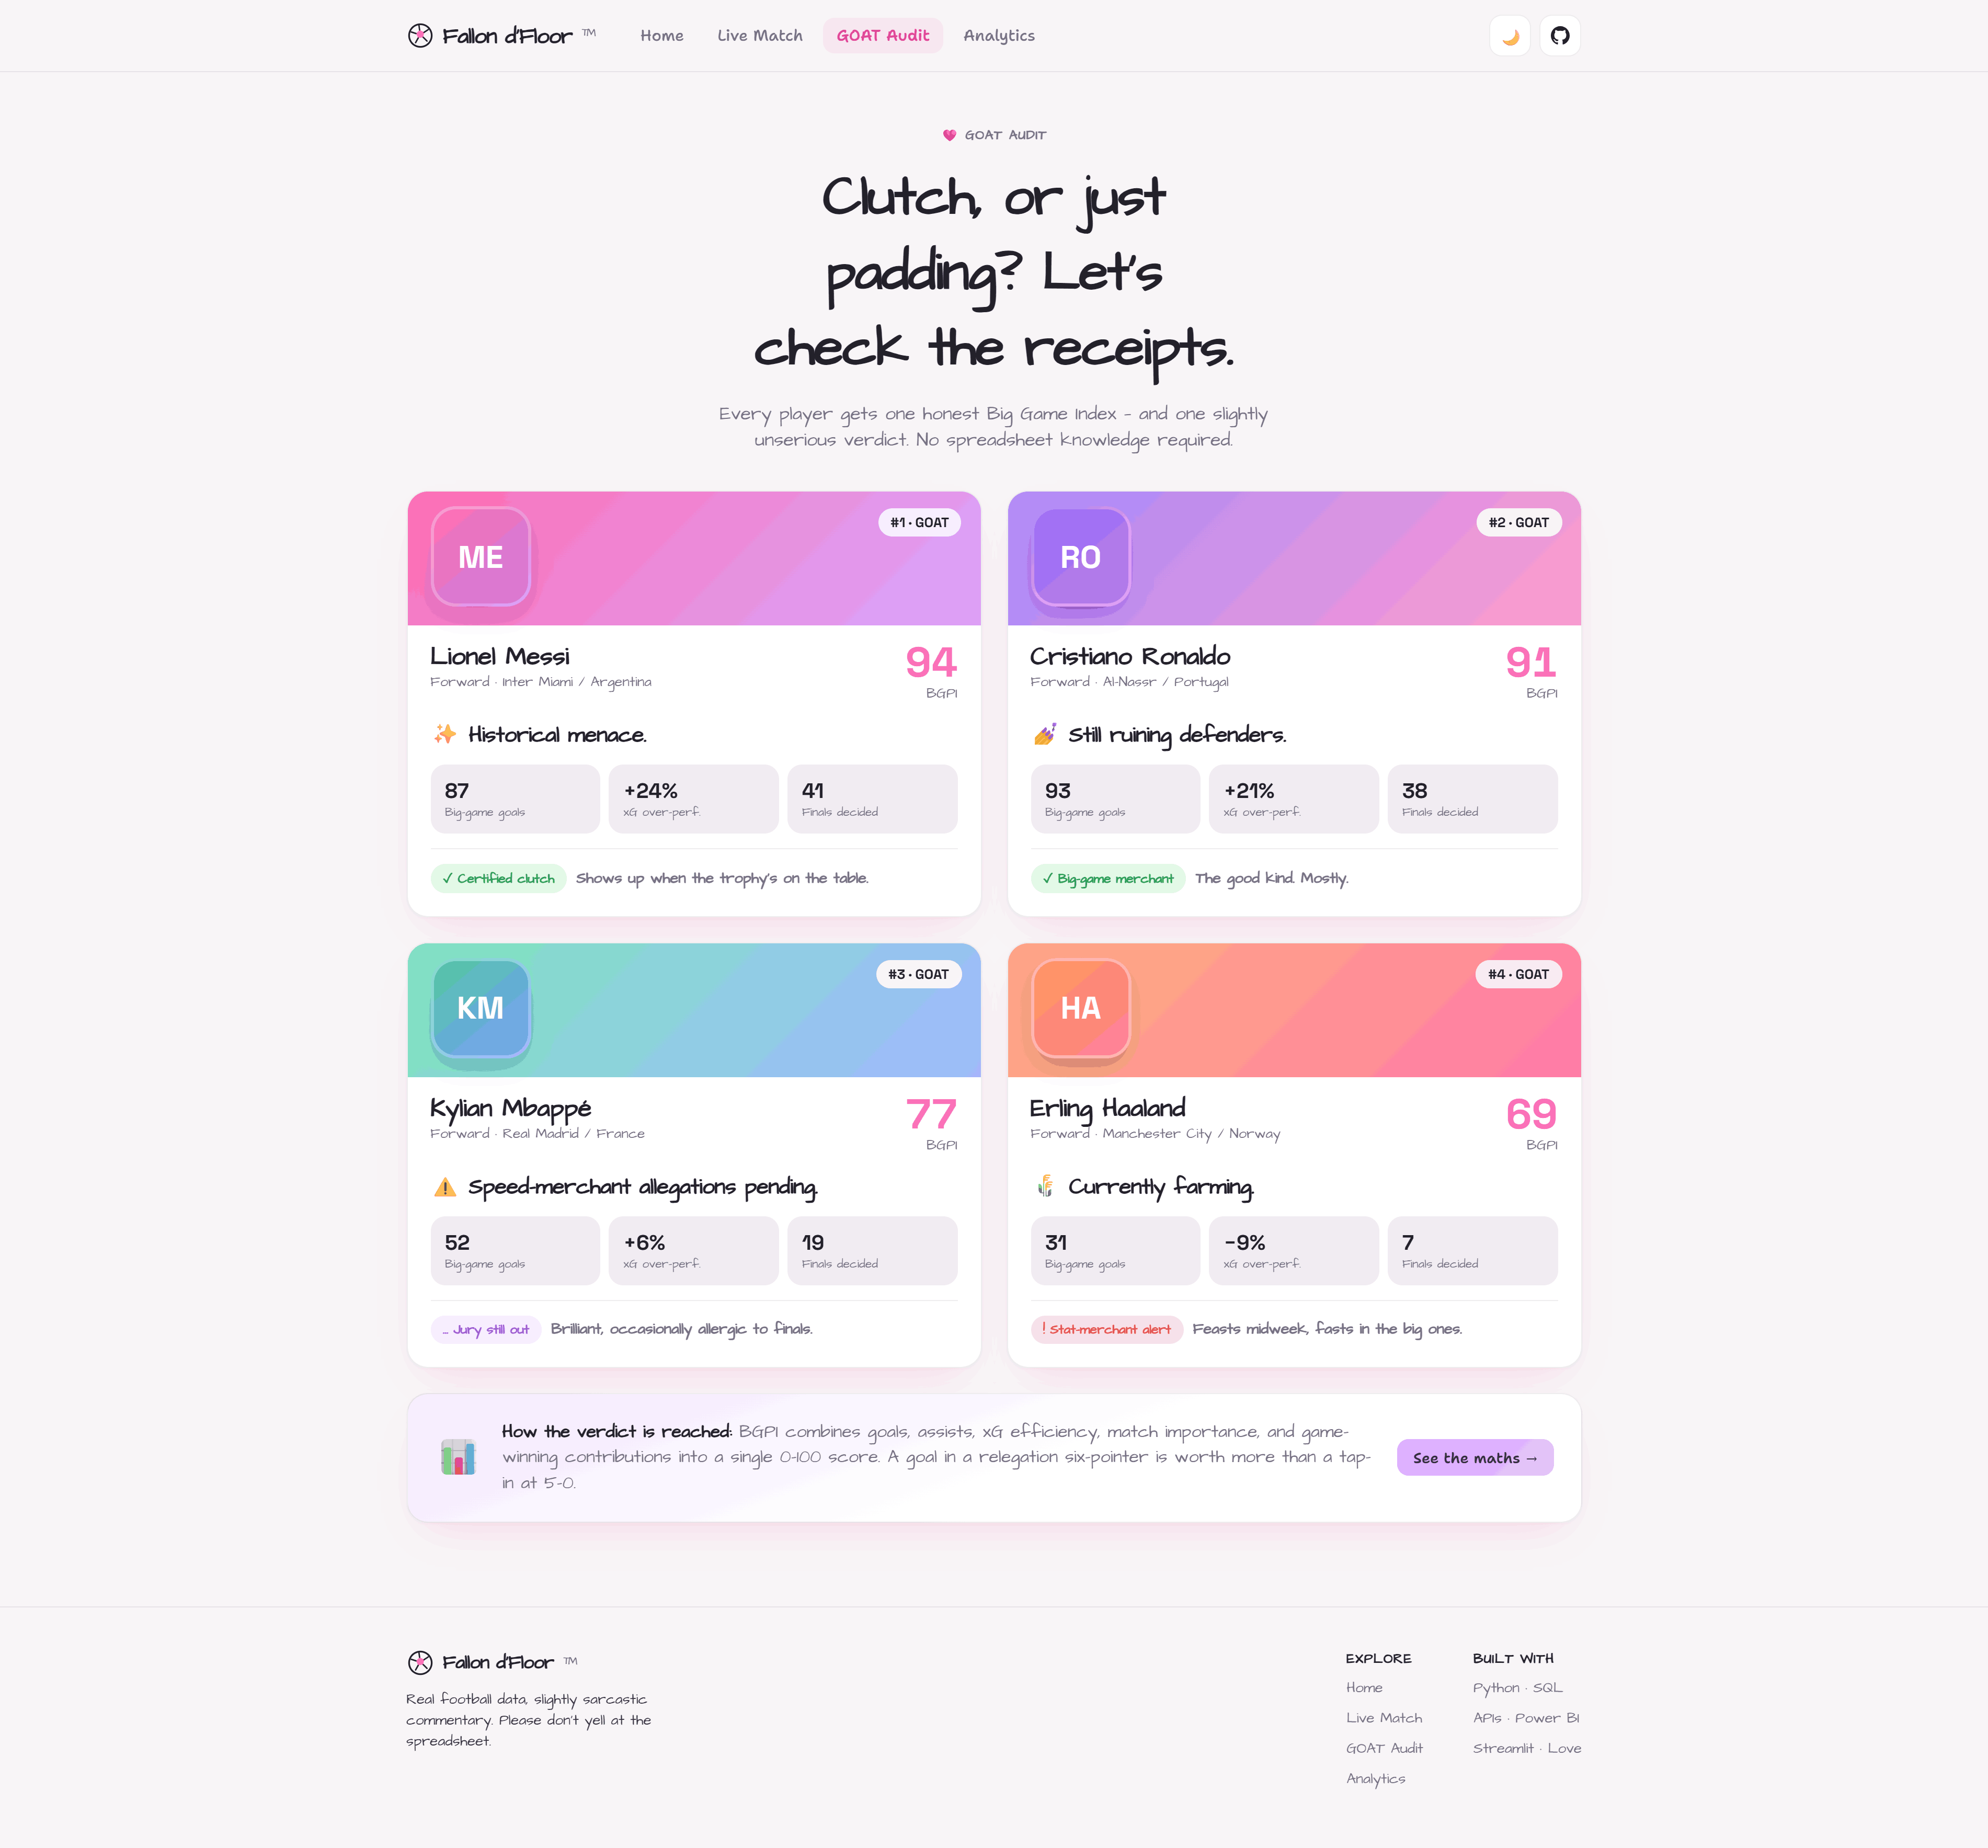 Fallon d'Floor TM
Home
Live Match
GOAT Audit
Analytics
GOAT AUDIT
Clutch, or just
padding? Let's
check the receipts.
Every player gets one honest Big Game Index – and one slightly
unserious verdict. No spreadsheet knowledge required.
ME
#1 · GOAT
Lionel Messi
Forward · Inter Miami / Argentina
94
BGPI
Historical menace.
87
Big-game goals
+24%
xG over-perf.
41
Finals decided
✓ Certified clutch
Shows up when the trophy's on the table.
RO
#2 · GOAT
Cristiano Ronaldo
Forward · Al-Nassr / Portugal
91
BGPI
Still ruining defenders.
93
Big-game goals
+21%
xG over-perf.
38
Finals decided
✓ Big-game merchant
The good kind. Mostly.
KM
#3 · GOAT
Kylian Mbappé
Forward · Real Madrid / France
77
BGPI
Speed-merchant allegations pending.
52
Big-game goals
+6%
xG over-perf.
19
Finals decided
… Jury still out
Brilliant, occasionally allergic to finals.
HA
#4 · GOAT
Erling Haaland
Forward · Manchester City / Norway
69
BGPI
Currently farming.
31
Big-game goals
−9%
xG over-perf.
7
Finals decided
! Stat-merchant alert
Feasts midweek, fasts in the big ones.
How the verdict is reached: BGPI combines goals, assists, xG efficiency, match importance, and game-
winning contributions into a single 0-100 score. A goal in a relegation six-pointer is worth more than a tap-
in at 5-0.
See the maths →
Fallon d'Floor TM
Real football data, slightly sarcastic
commentary. Please don't yell at the
spreadsheet.
EXPLORE
Home
Live Match
GOAT Audit
Analytics
BUILT WITH
Python · SQL
APIs · Power BI
Streamlit · Love